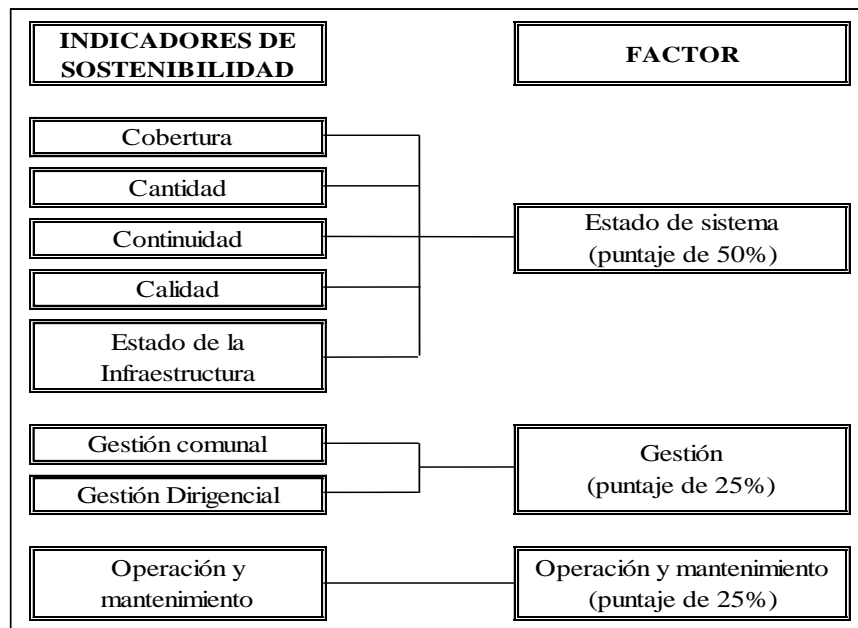 INDICADORES DE
SOSTENIBILIDAD
FACTOR
Cobertura
Cantidad
Continuidad
Calidad
Estado de la
Infraestructura
Estado de sistema
(puntaje de 50%)
Gestión comunal
Gestión Dirigencial
Gestión
(puntaje de 25%)
Operación y
mantenimiento
Operación y mantenimiento
(puntaje de 25%)